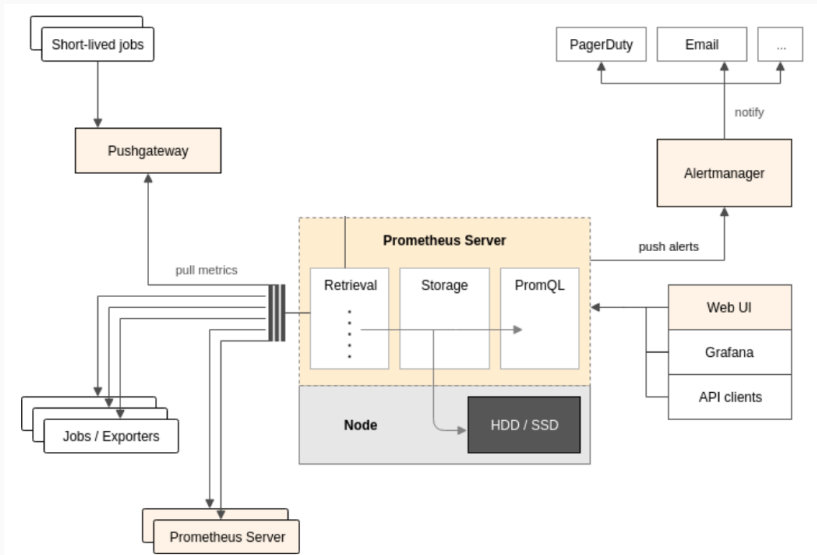 Short-lived jobs
PagerDuty
Email
...
notify
Pushgateway
Alertmanager
Prometheus Server
push alerts
pull metrics
Retrieval
Storage
PromQL
Web UI
Grafana
API clients
Jobs / Exporters
Node
HDD / SSD
Prometheus Server